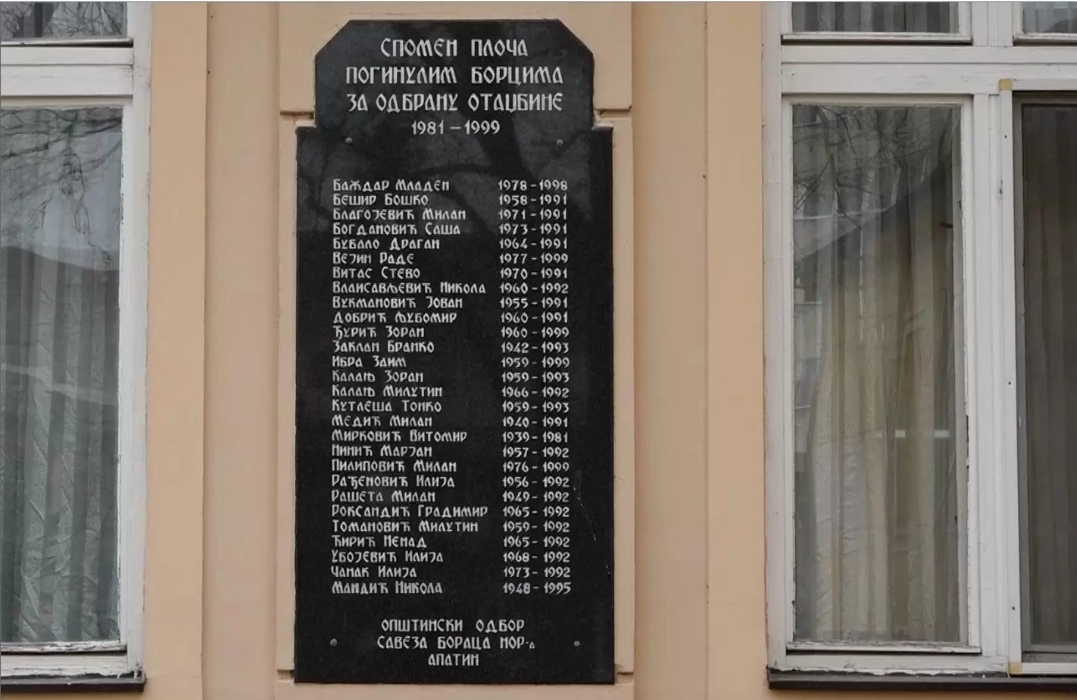 СПОМЕН ПЛОЧА
ПОГИНУЛИМ БОРЦИМА
ЗА ОДБРАНУ ОТАЏБИНЕ
1981 – 1999
БАЖДАР МЛАДЕН 1978 - 1998
БЕШИР БОШКО 1958 - 1991
БЛАГОЈЕВИЋ МИЛАН 1971 - 1991
БОГДАНОВИЋ САША 1973 - 1991
БУБАЛО ДРАГАН 1964 - 1991
ВЕЗИН РАДЕ 1977 - 1999
ВИТАС СТЕВО 1970 - 1991
ВЛАИСАВЉЕВИЋ НИКОЛА 1960 - 1992
ВУКМАНОВИЋ ЈОВАН 1955 - 1991
ДОБРИЋ ЉУБОМИР 1960 - 1991
ЂУРИЋ ЗОРАН 1960 - 1999
ЗАКЛАН БРАНКО 1942 - 1993
ИБРА ЗАИМ 1959 - 1999
КАЛАЊ ЗОРАН 1959 - 1993
КАЛАЊ МИЛУТИН 1966 - 1992
КУТЛЕША ТОНКО 1959 - 1993
МЕДИЋ МИЛАН 1940 - 1991
МИРКОВИЋ ВИТОМИР 1939 - 1981
НИНИЋ МАРЈАН 1957 - 1992
ПИЛИПОВИЋ МИЛАН 1976 - 1999
РАЂЕНОВИЋ ИЛИЈА 1956 - 1992
РАШЕТА МИЛАН 1949 - 1992
РОКСАНДИЋ ГРАДИМИР 1965 - 1992
ТОМАНОВИЋ МИЛУТИН 1959 - 1992
ЋИРИЋ НЕНАД 1965 - 1992
УБОЈЕВИЋ ИЛИЈА 1968 - 1992
ЧАНАК ИЛИЈА 1973 - 1992
МАНДИЋ НИКОЛА 1948 - 1995
ОПШТИНСКИ ОДБОР
САВЕЗА БОРАЦА НОР-а
АПАТИН